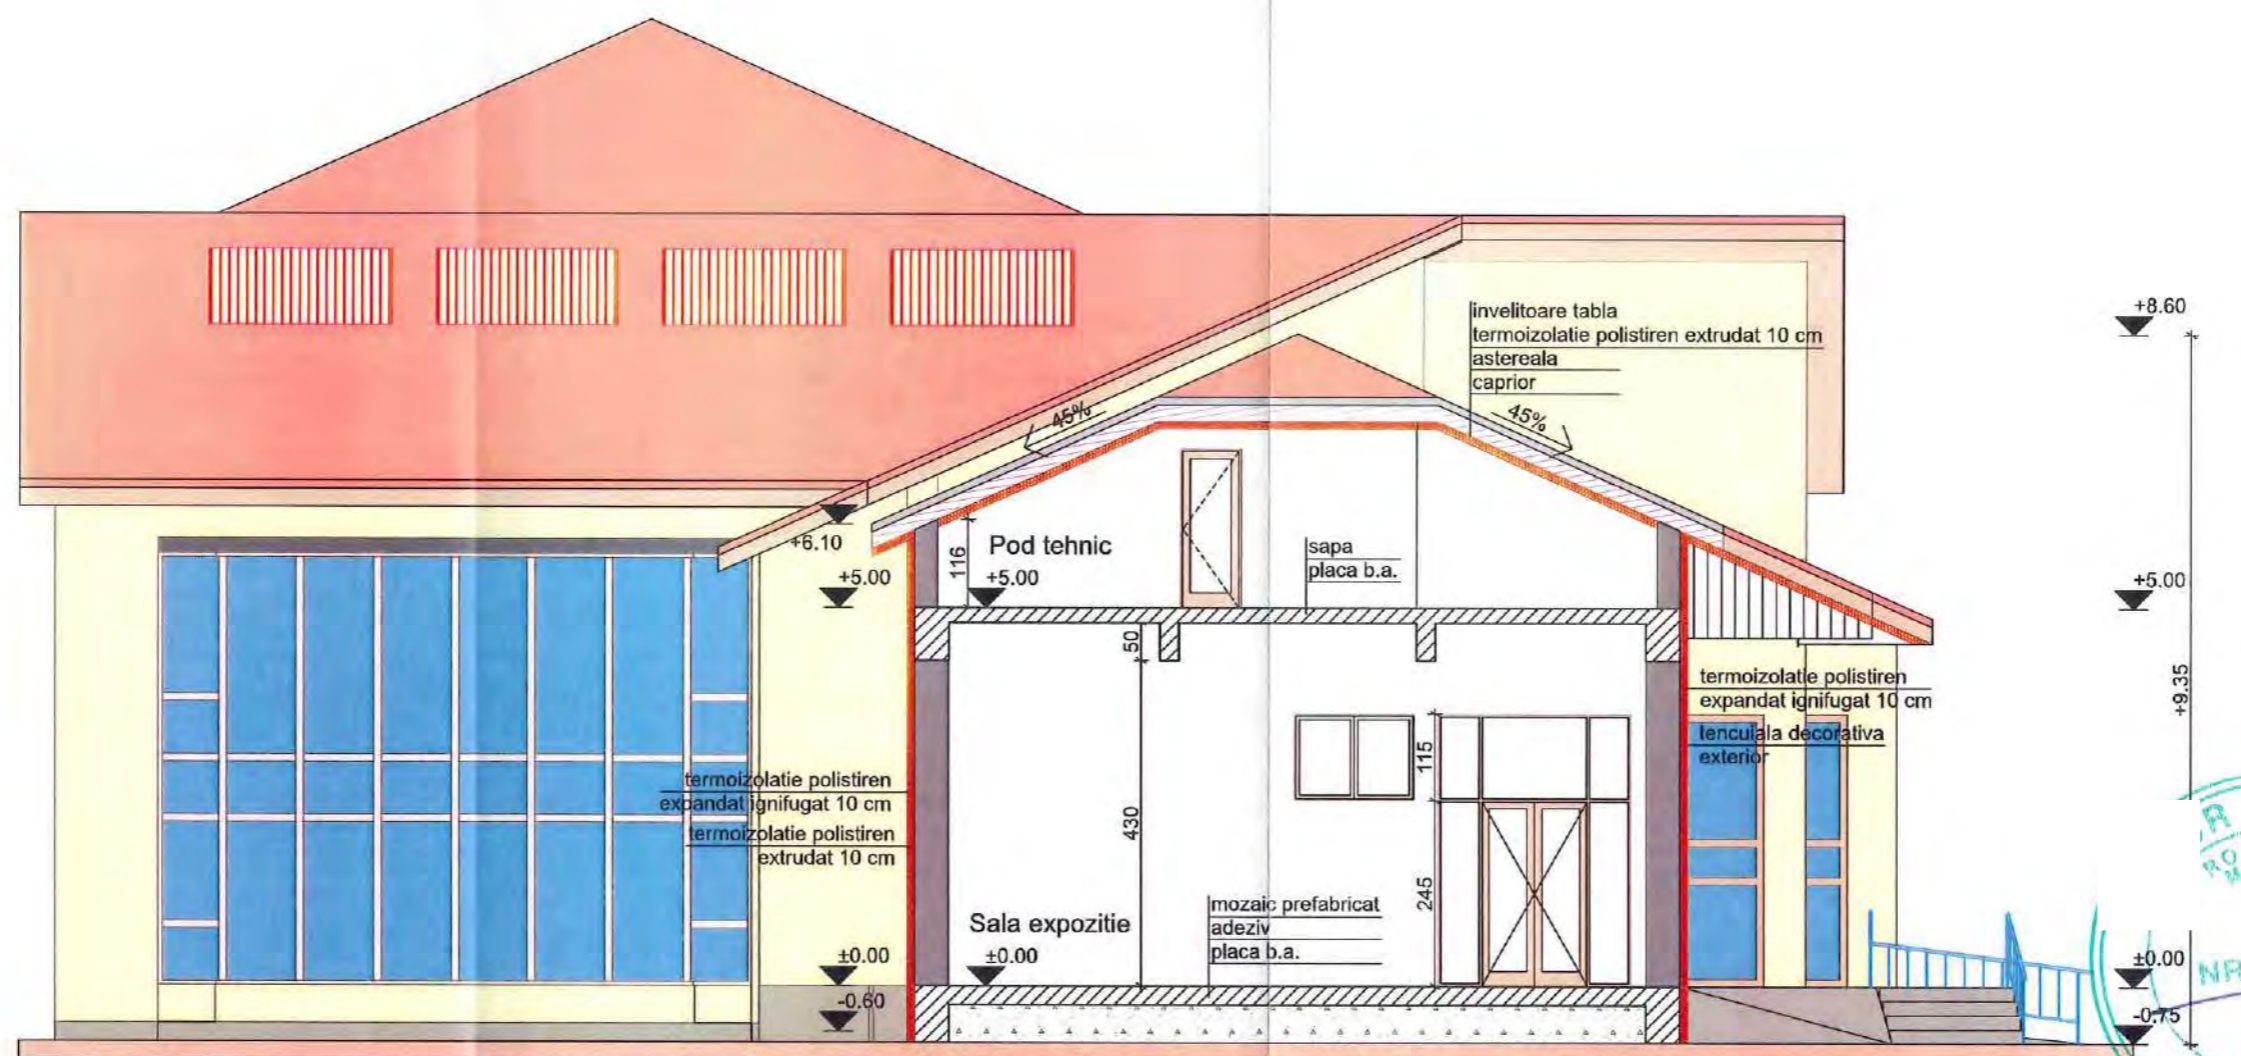 +8.60
invelitoare tabla
termoizolatie polistiren extrudat 10 cm
astereala
caprior
45%
45%
+6.10
116
Pod tehnic
sapa
placa b.a.
+5.00
+5.00
+5.00
50
termoizolatie polistiren
expandat ignifugat 10 cm
tencuiala decorativa
exterior
+9.35
115
termoizolatie polistiren
expandat ignifugat 10 cm
termoizolatie polistiren
extrudat 10 cm
430
245
mozaic prefabricat
adeziv
placa b.a.
Sala expozitie
±0.00
±0.00
±0.00
-0.60
-0.75
NR